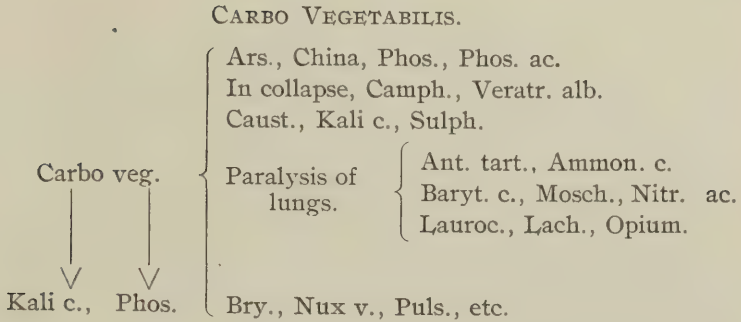 CARBO VEGETABILIS.
Ars., China, Phos., Phos. ac.
In collapse, Camph., Veratr. alb.
Caust., Kali c., Sulph.
Carbo veg.
Paralysis of
lungs.
Ant. tart., Ammon. c.
Baryt. c., Mosch., Nitr. ac.
Lauroc., Lach., Opium.
Kali c., Phos.
Bry., Nux v., Puls., etc.